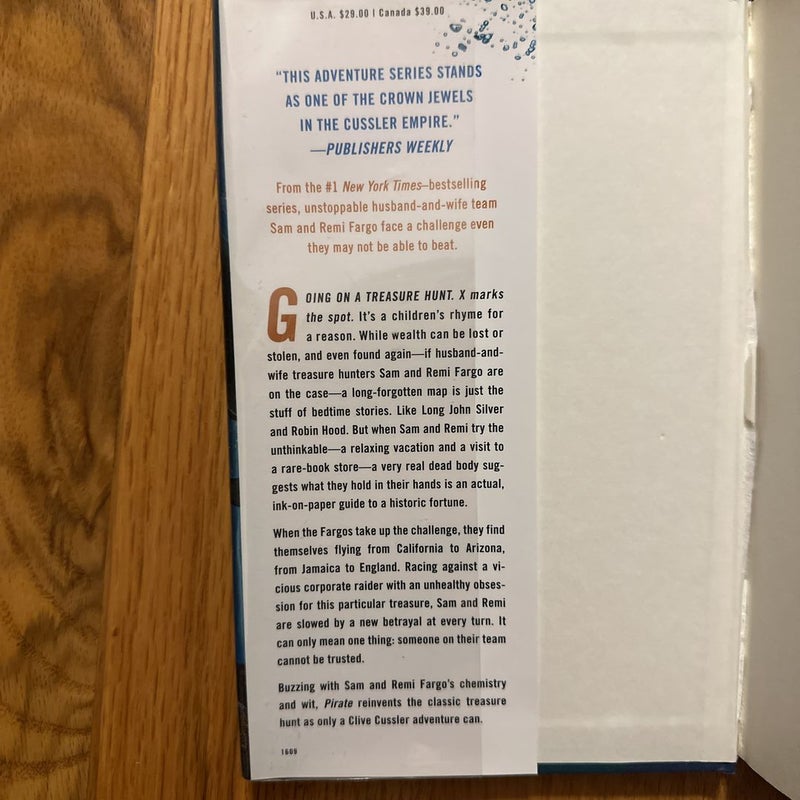 U.S.A. $29.00 | Canada $39.00
“THIS ADVENTURE SERIES STANDS
AS ONE OF THE CROWN JEWELS
IN THE CUSSLER EMPIRE.”
—PUBLISHERS WEEKLY
From the #1 New York Times–bestselling
series, unstoppable husband-and-wife team
Sam and Remi Fargo face a challenge even
they may not be able to beat.
GOING ON A TREASURE HUNT. X marks
the spot. It’s a children’s rhyme for
a reason. While wealth can be lost or
stolen, and even found again—if husband-and-
wife treasure hunters Sam and Remi Fargo are
on the case—a long-forgotten map is just the
stuff of bedtime stories. Like Long John Silver
and Robin Hood. But when Sam and Remi try the
unthinkable—a relaxing vacation and a visit to
a rare-book store—a very real dead body sug-
gests what they hold in their hands is an actual,
ink-on-paper guide to a historic fortune.
When the Fargos take up the challenge, they find
themselves flying from California to Arizona,
from Jamaica to England. Racing against a vi-
cious corporate raider with an unhealthy obses-
sion for this particular treasure, Sam and Remi
are slowed by a new betrayal at every turn. It
can only mean one thing: someone on their team
cannot be trusted.
Buzzing with Sam and Remi Fargo’s chemistry
and wit, Pirate reinvents the classic treasure
hunt as only a Clive Cussler adventure can.
1609